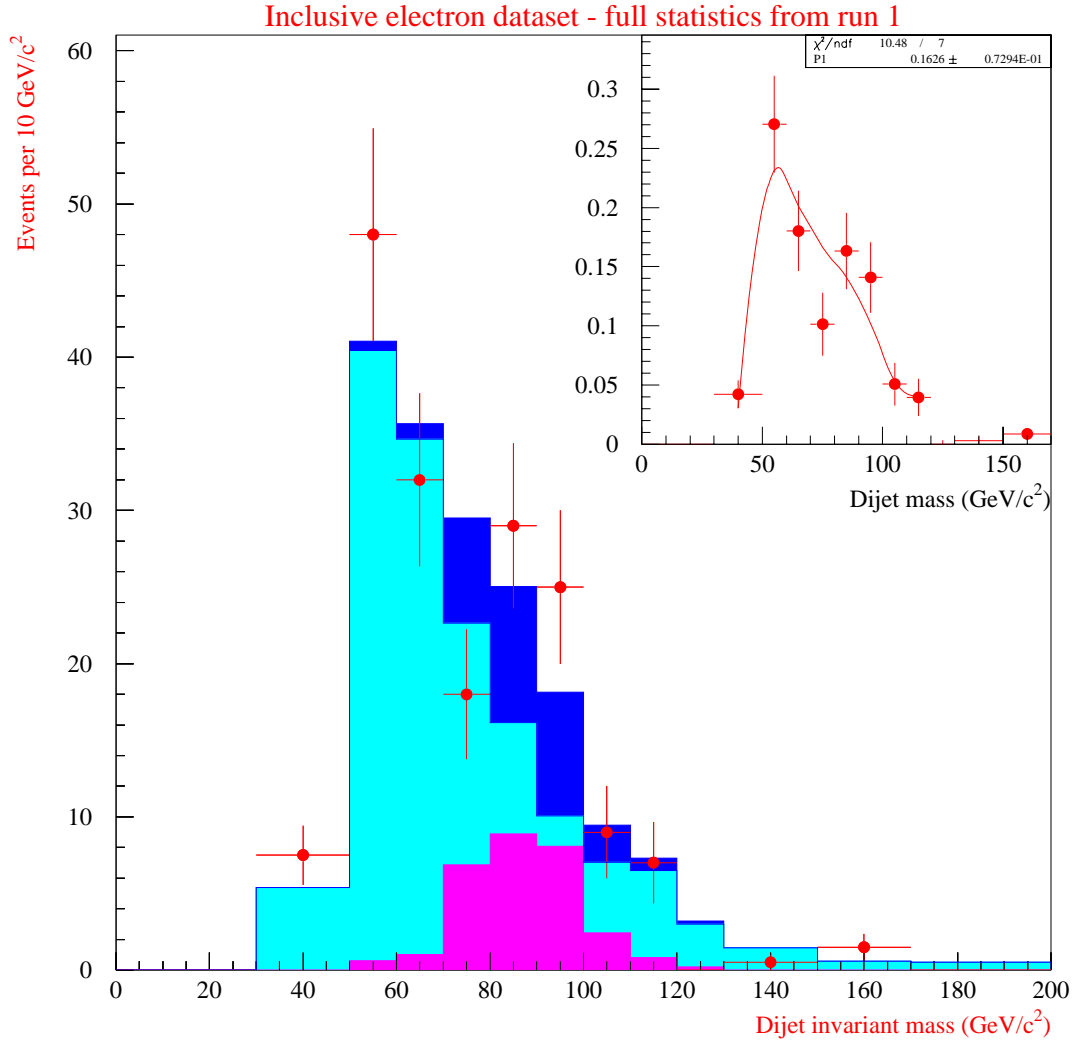 Inclusive electron dataset - full statistics from run 1
Events per 10 GeV/c²
60
50
40
30
20
10
0
0 20 40 60 80 100 120 140 160 180 200
Dijet invariant mass (GeV/c²)
χ²/ndf 10.48 / 7
P1 0.1626 ± 0.7294E-01
0.3
0.25
0.2
0.15
0.1
0.05
0
0 50 100 150
Dijet mass (GeV/c²)